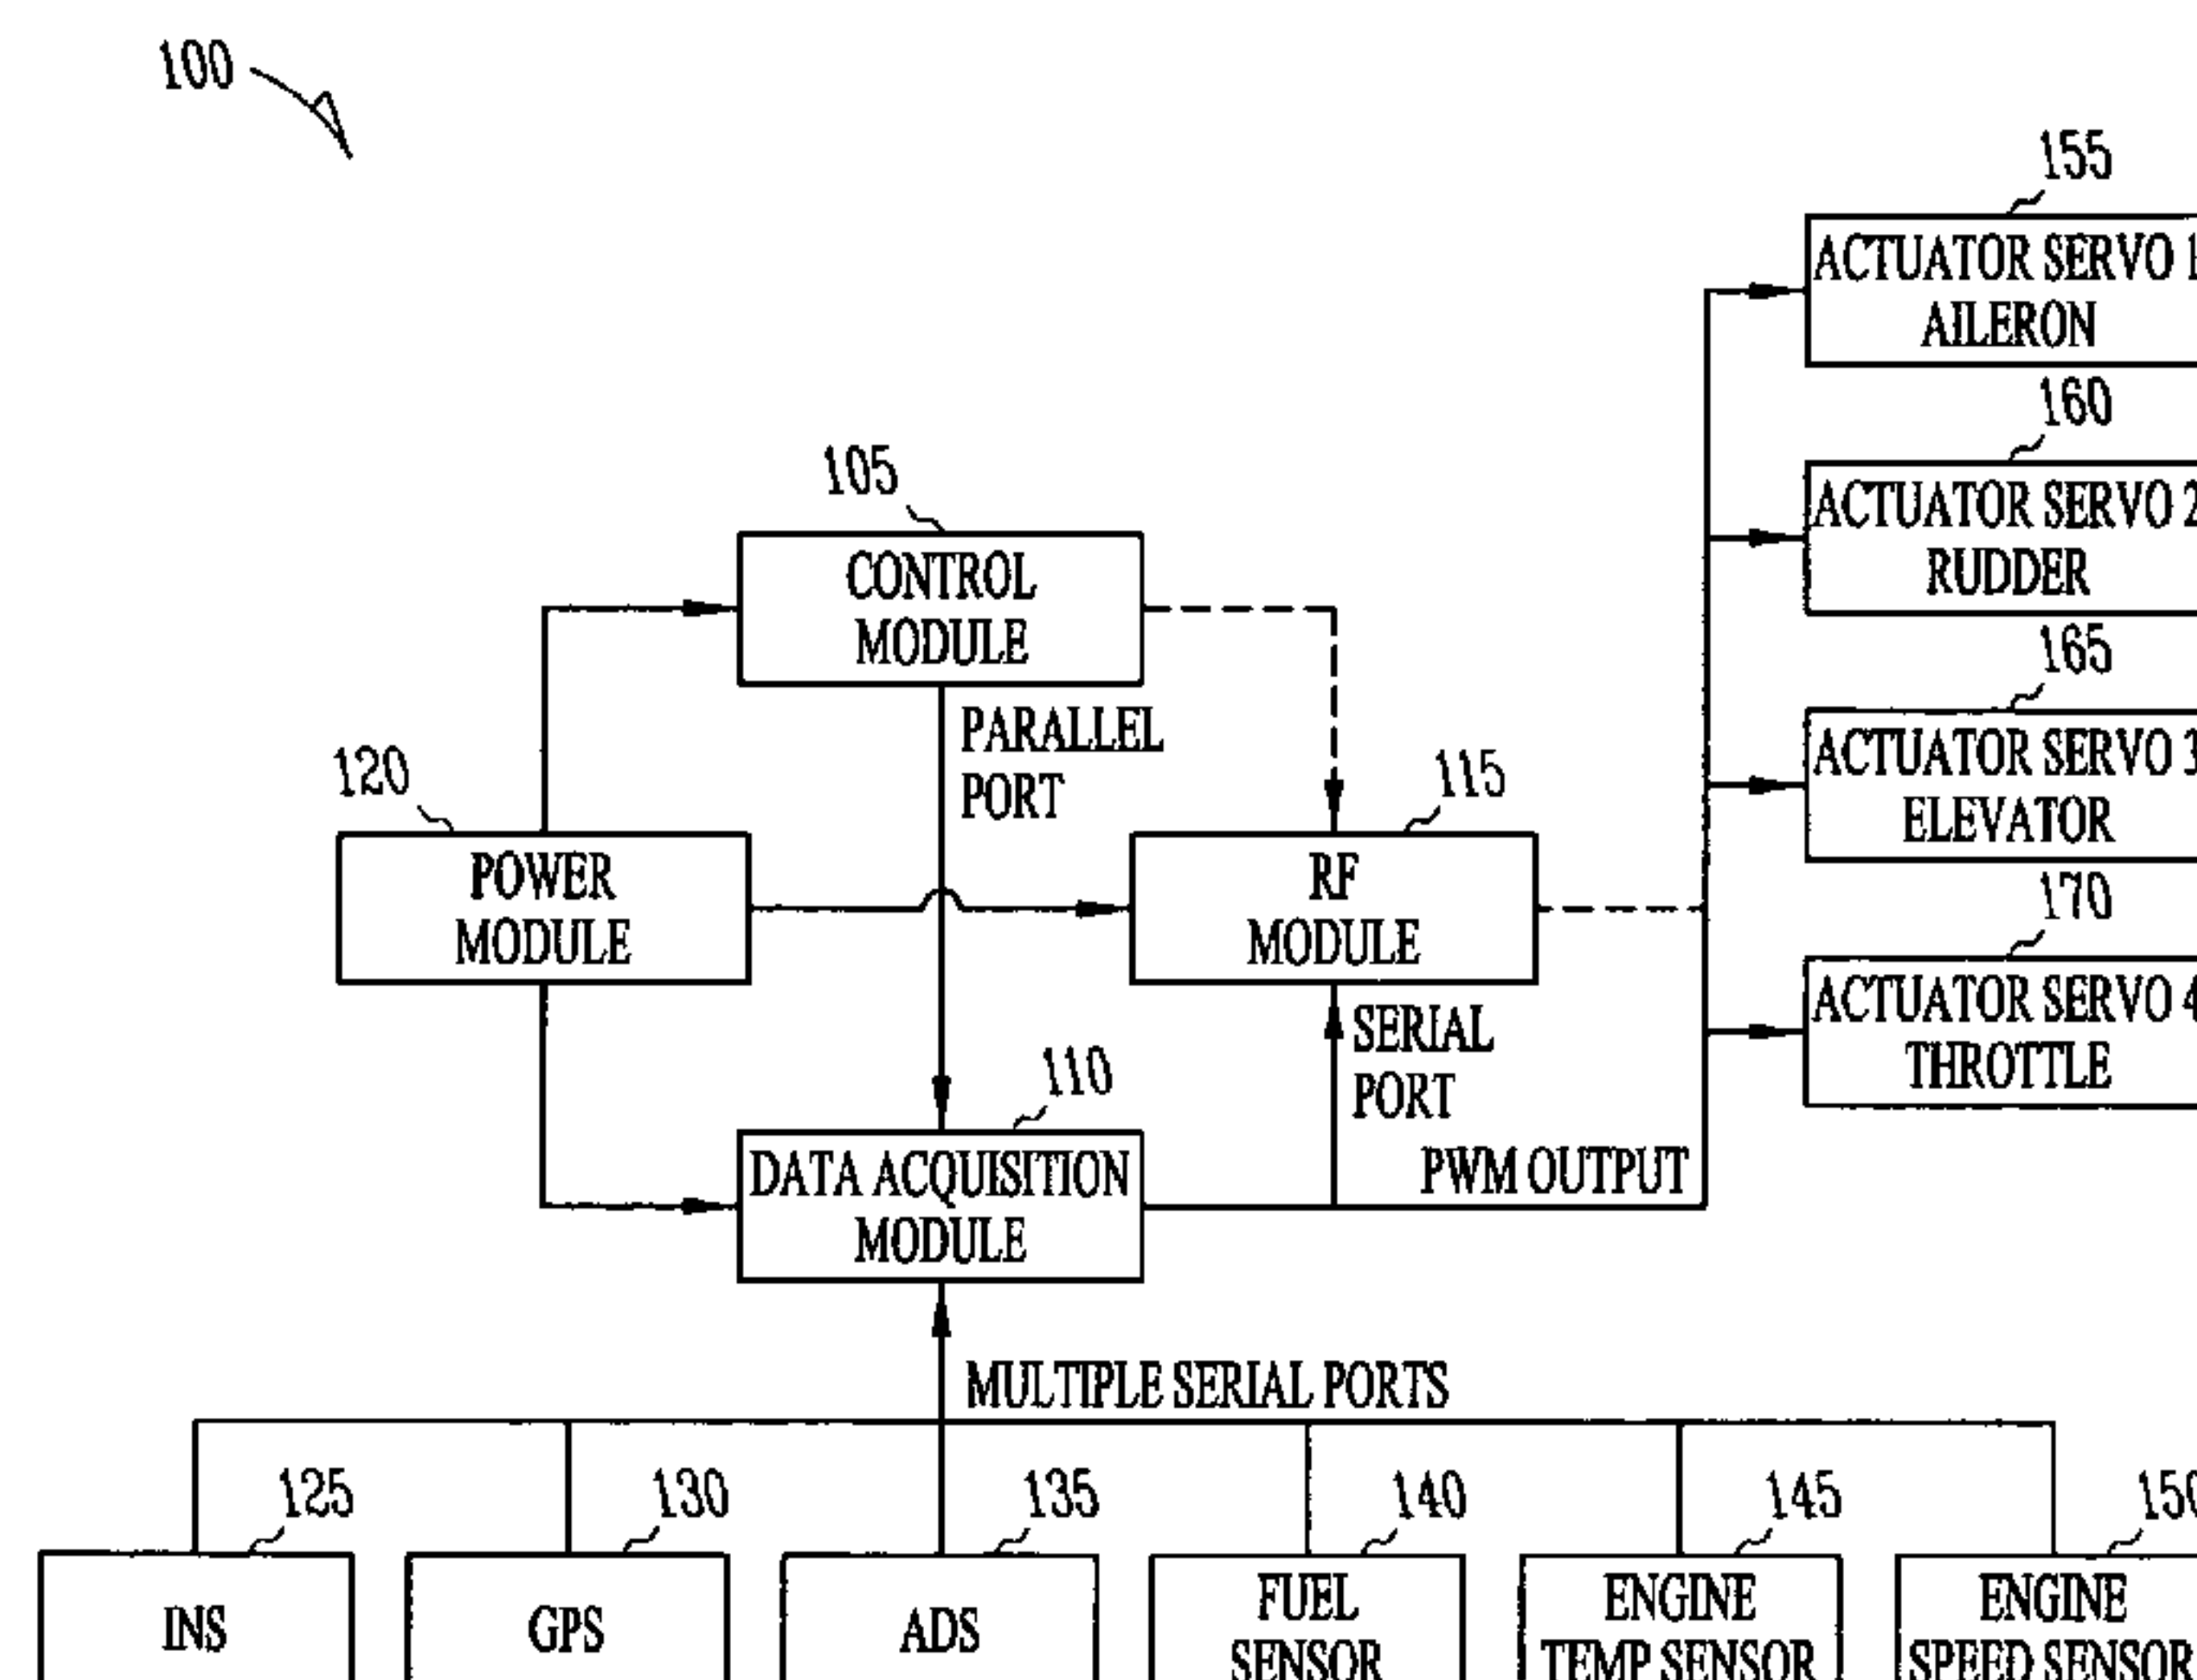 100
155
ACTUATOR SERVO 1
AILERON
160
ACTUATOR SERVO 2
RUDDER
105
CONTROL
MODULE
165
ACTUATOR SERVO 3
ELEVATOR
PARALLEL
PORT
120
POWER
MODULE
115
RF
MODULE
170
ACTUATOR SERVO 4
THROTTLE
SERIAL
PORT
110
DATA ACQUISITION
MODULE
PWM OUTPUT
MULTIPLE SERIAL PORTS
125
INS
130
GPS
135
ADS
140
FUEL
SENSOR
145
ENGINE
TEMP SENSOR
150
ENGINE
SPEED SENSOR